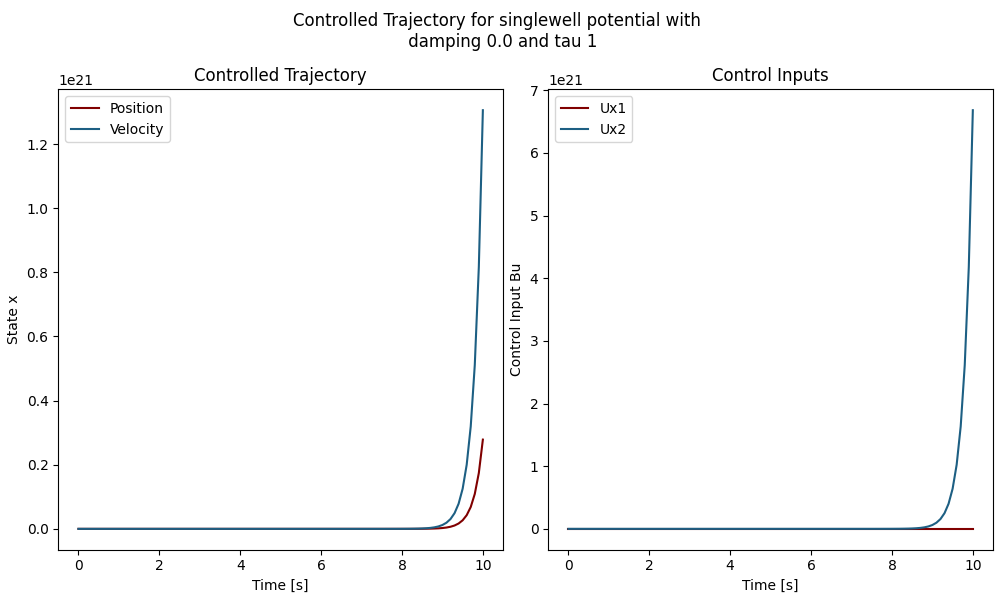 Controlled Trajectory for singlewell potential with
damping 0.0 and tau 1
Controlled Trajectory
1e21
Position
Velocity
State x
1.2
1.0
0.8
0.6
0.4
0.2
0.0
0 2 4 6 8 10
Time [s]
Control Inputs
1e21
Ux1
Ux2
Control Input Bu
7
6
5
4
3
2
1
0
0 2 4 6 8 10
Time [s]